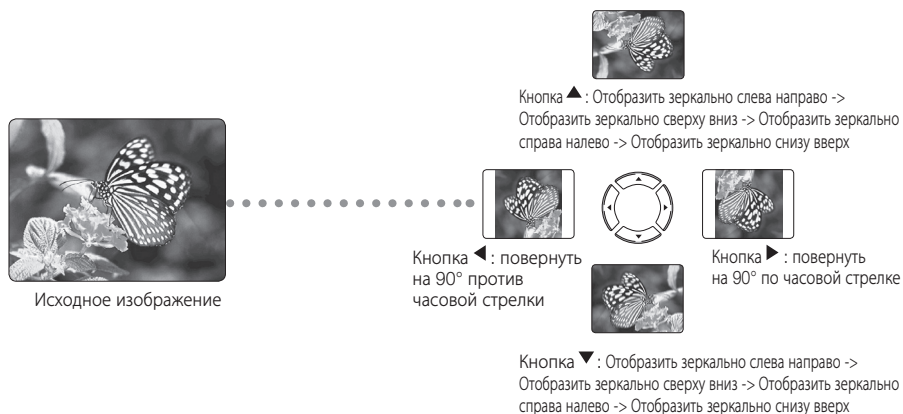 Кнопка ▲ : Отобразить зеркально слева направо ->
Отобразить зеркально сверху вниз -> Отобразить зеркально
справа налево -> Отобразить зеркально снизу вверх
Исходное изображение
Кнопка ◀ : повернуть
на 90° против
часовой стрелки
Кнопка ▶ : повернуть
на 90° по часовой стрелке
Кнопка ▼ : Отобразить зеркально слева направо ->
Отобразить зеркально сверху вниз -> Отобразить зеркально
справа налево -> Отобразить зеркально снизу вверх